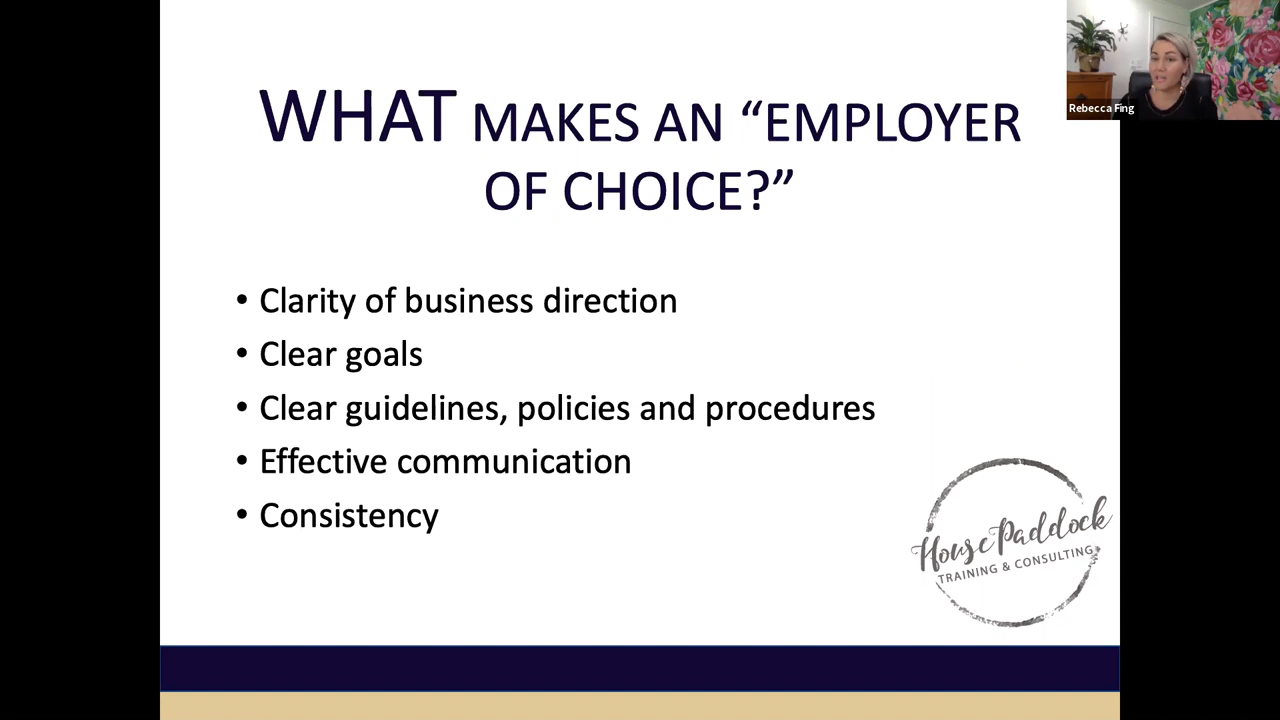 WHAT MAKES AN “EMPLOYER
OF CHOICE?”
• Clarity of business direction
• Clear goals
• Clear guidelines, policies and procedures
• Effective communication
• Consistency
House Paddock
TRAINING & CONSULTING
Rebecca Fing